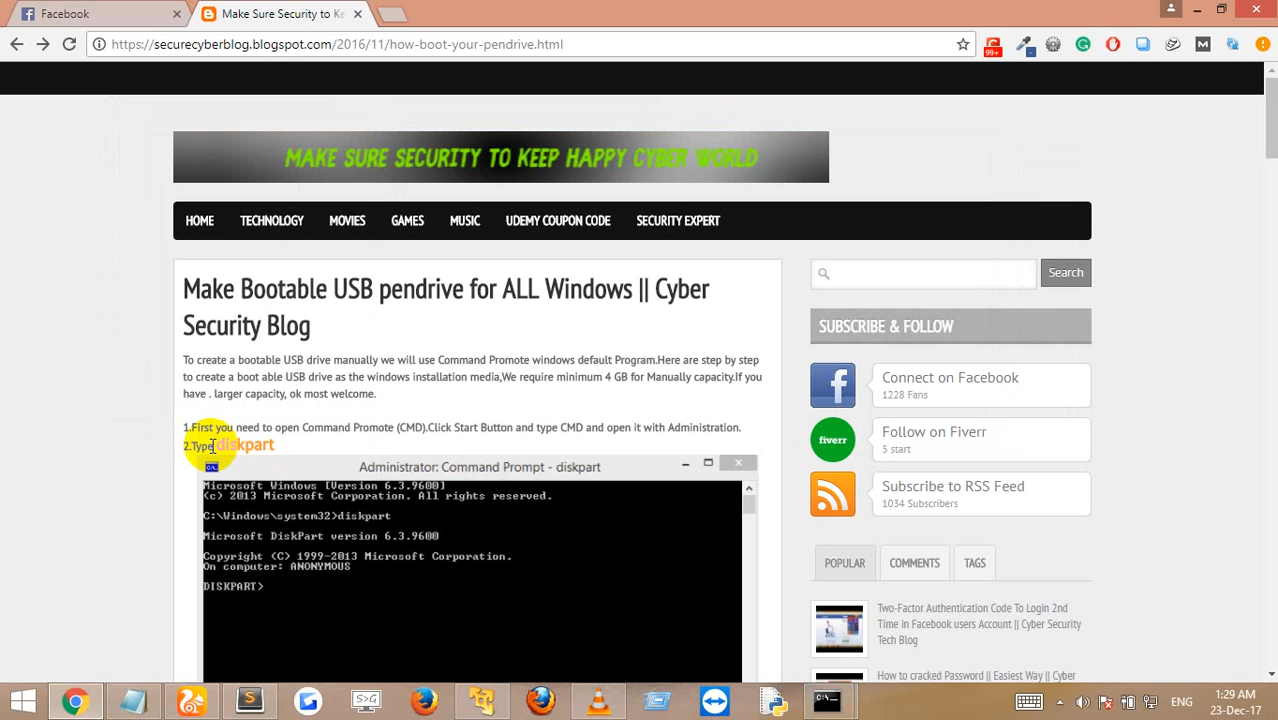 Facebook
Make Sure Security to Ke
https://securecyberblog.blogspot.com/2016/11/how-boot-your-pendrive.html
99+
M
MAKE SURE SECURITY TO KEEP HAPPY CYBER WORLD
HOME TECHNOLOGY MOVIES GAMES MUSIC UDEMY COUPON CODE SECURITY EXPERT
Make Bootable USB pendrive for ALL Windows || Cyber
Security Blog
To create a bootable USB drive manually we will use Command Promote windows default Program.Here are step by step
to create a boot able USB drive as the windows installation media,We require minimum 4 GB for Manually capacity.If you
have . larger capacity, ok most welcome.
1.First you need to open Command Promote (CMD).Click Start Button and type CMD and open it with Administration.
2.Type diskpart
Administrator: Command Prompt - diskpart
Microsoft Windows [Version 6.3.9600]
(c) 2013 Microsoft Corporation. All rights reserved.
C:\Windows\system32>diskpart
Microsoft DiskPart version 6.3.9600
Copyright (C) 1999-2013 Microsoft Corporation.
On computer: ANONYMOUS
DISKPART>
Search
SUBSCRIBE & FOLLOW
Connect on Facebook
1228 Fans
fiverr
Follow on Fiverr
5 start
Subscribe to RSS Feed
1034 Subscribers
POPULAR COMMENTS TAGS
Two-Factor Authentication Code To Login 2nd
Time in Facebook users Account || Cyber Security
Tech Blog
How to cracked Password || Easiest Way || Cyber
ENG
1:29 AM
23-Dec-17